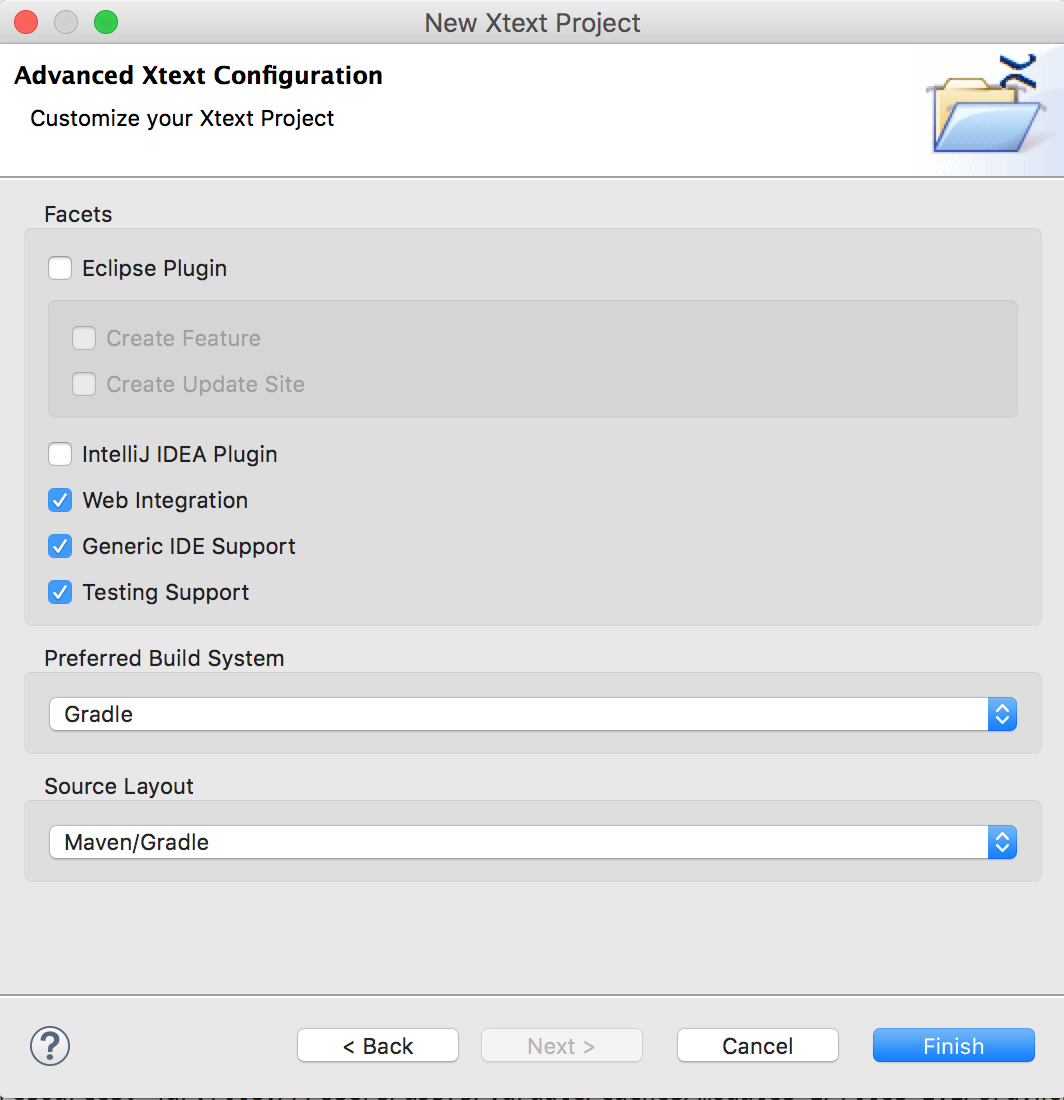 New Xtext Project
Advanced Xtext Configuration
Customize your Xtext Project
Facets
Eclipse Plugin
Create Feature
Create Update Site
IntelliJ IDEA Plugin
Web Integration
Generic IDE Support
Testing Support
Preferred Build System
Gradle
Source Layout
Maven/Gradle
?
< Back
Next >
Cancel
Finish